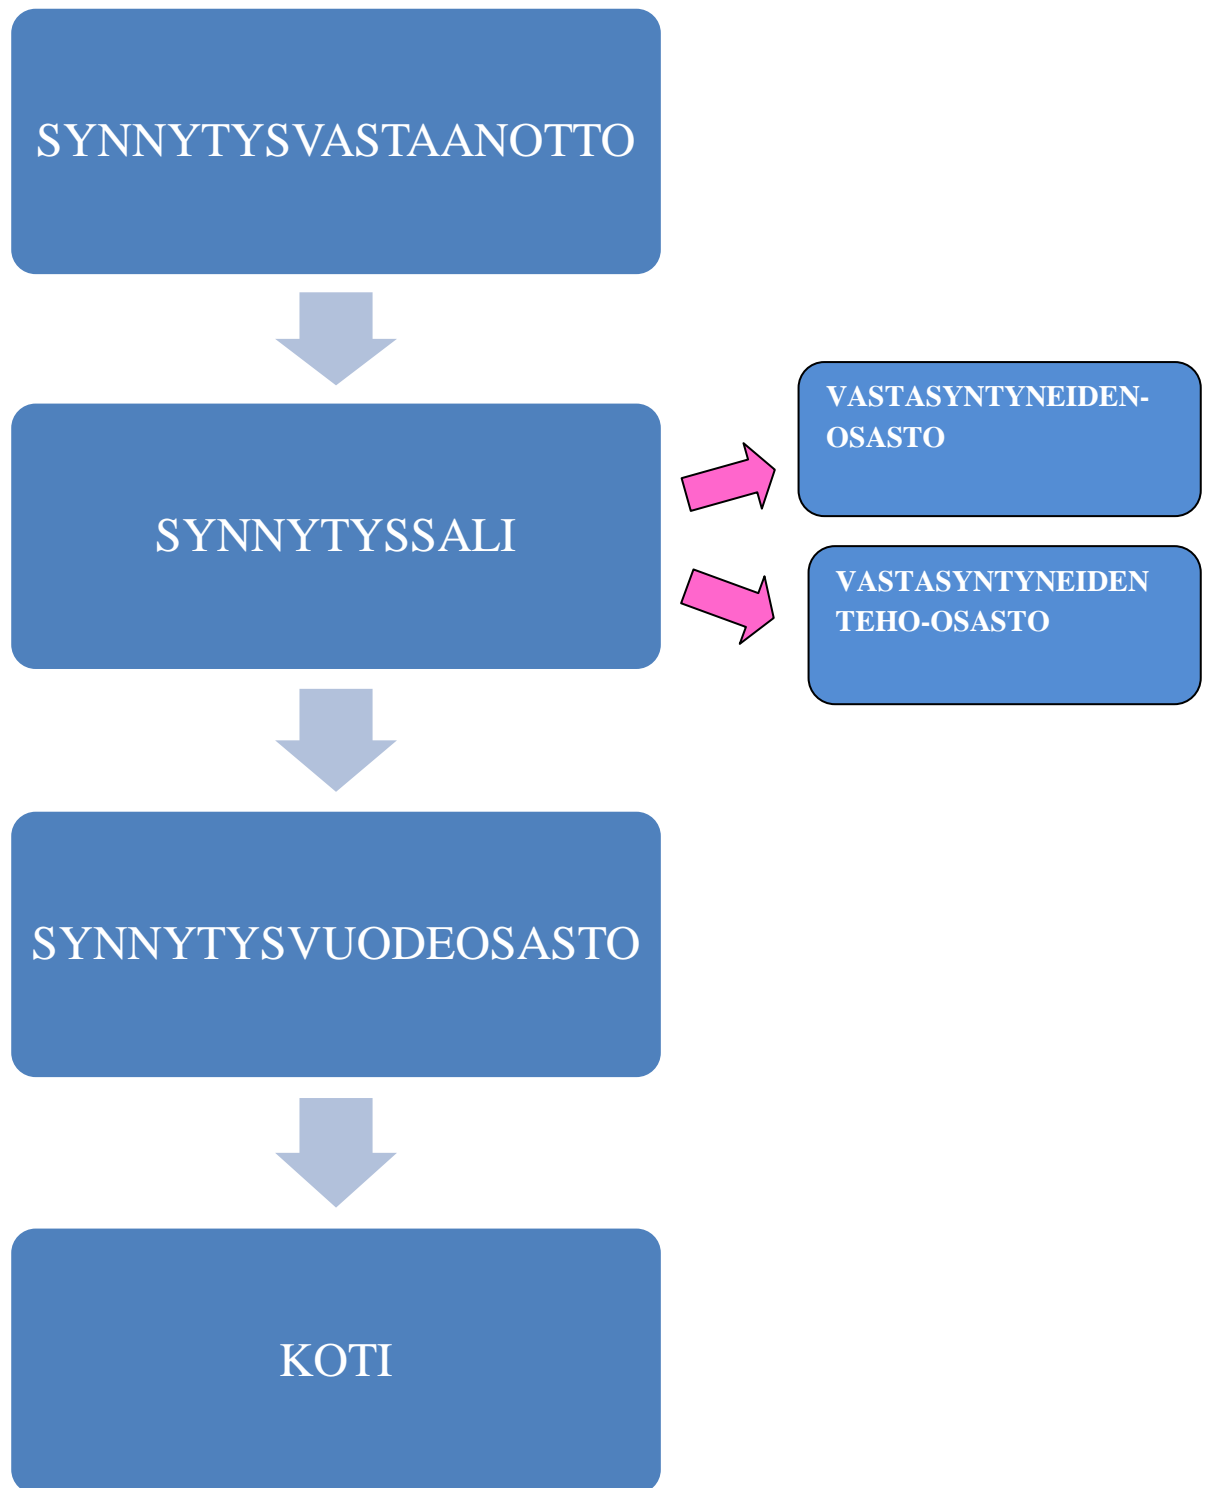 SYNNYTYSVASTAANOTTO
SYNNYTYSSALI
VASTASYNTYNEIDEN-
OSASTO
VASTASYNTYNEIDEN
TEHO-OSASTO
SYNNYTYSVUODEOSASTO
KOTI